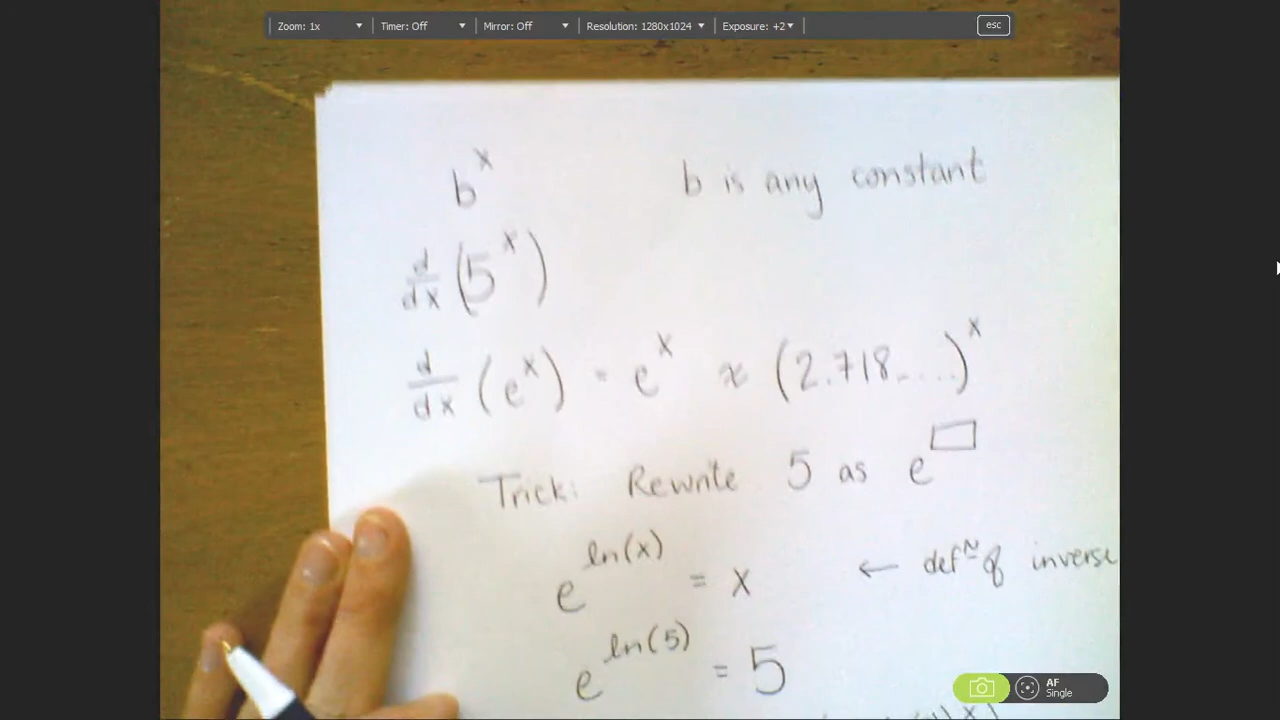 Zoom: 1x Timer: Off Mirror: Off Resolution: 1280x1024 Exposure: +2 esc
b^x b is any constant
d/dx (5^x)
d/dx (e^x) = e^x ≈ (2.718....)^x
Trick: Rewrite 5 as e^□
e^ln(x) = x ← def^N of inverse
e^ln(5) = 5
AF
Single